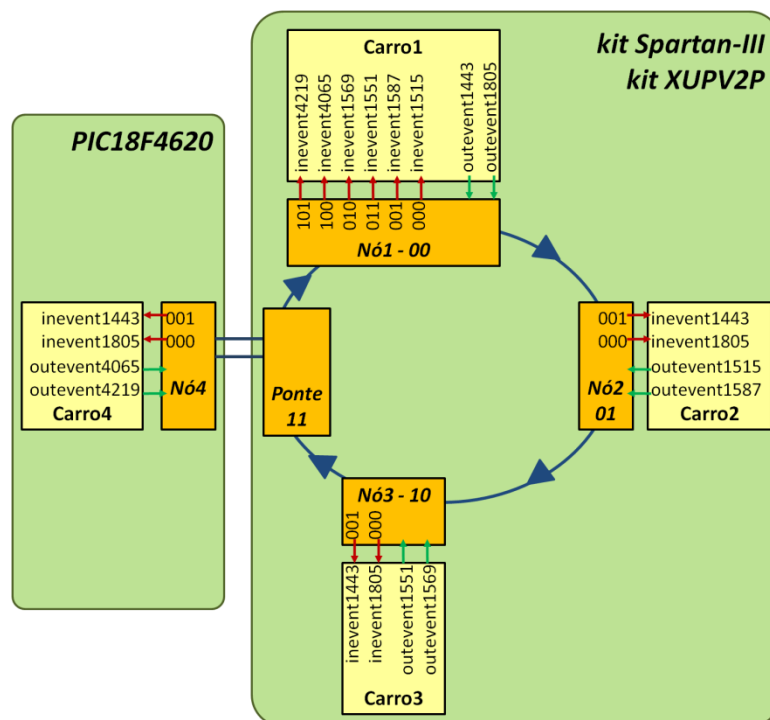 kit Spartan-III
kit XUPV2P
PIC18F4620
Carro1
inevent4219
inevent4065
inevent1569
inevent1551
inevent1587
inevent1515
outevent1443
outevent1805
101
100
010
011
001
000
Nó1 - 00
inevent1443
inevent1805
outevent4065
outevent4219
Carro4
001
000
Nó4
Ponte
11
001
000
Nó2
01
inevent1443
inevent1805
outevent1515
outevent1587
Carro2
Nó3 - 10
001
000
inevent1443
inevent1805
outevent1551
outevent1569
Carro3